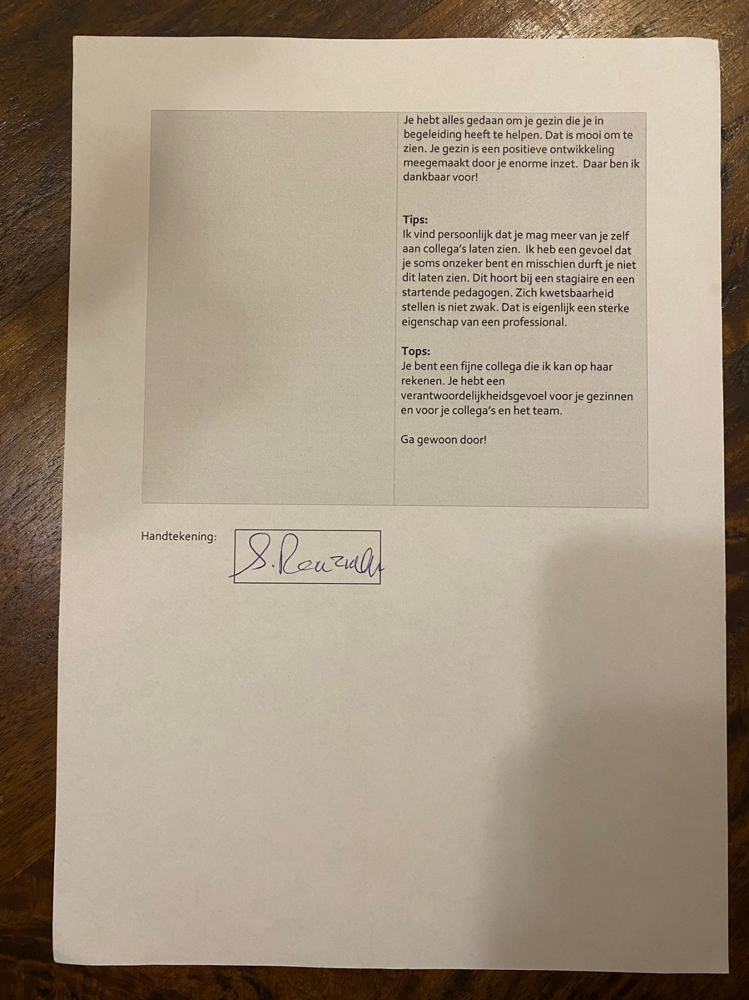 Je hebt alles gedaan om je gezin die je in
begeleiding heeft te helpen. Dat is mooi om te
zien. Je gezin is een positieve ontwikkeling
meegemaakt door je enorme inzet.  Daar ben ik
dankbaar voor!
Tips:
Ik vind persoonlijk dat je mag meer van je zelf
aan collega's laten zien.  Ik heb een gevoel dat
je soms onzeker bent en misschien durft je niet
dit laten zien. Dit hoort bij een stagiaire en een
startende pedagogen. Zich kwetsbaarheid
stellen is niet zwak. Dat is eigenlijk een sterke
eigenschap van een professional.
Tops:
Je bent een fijne collega die ik kan op haar
rekenen. Je hebt een
verantwoordelijkheidsgevoel voor je gezinnen
en voor je collega's en het team.
Ga gewoon door!
Handtekening:
S.